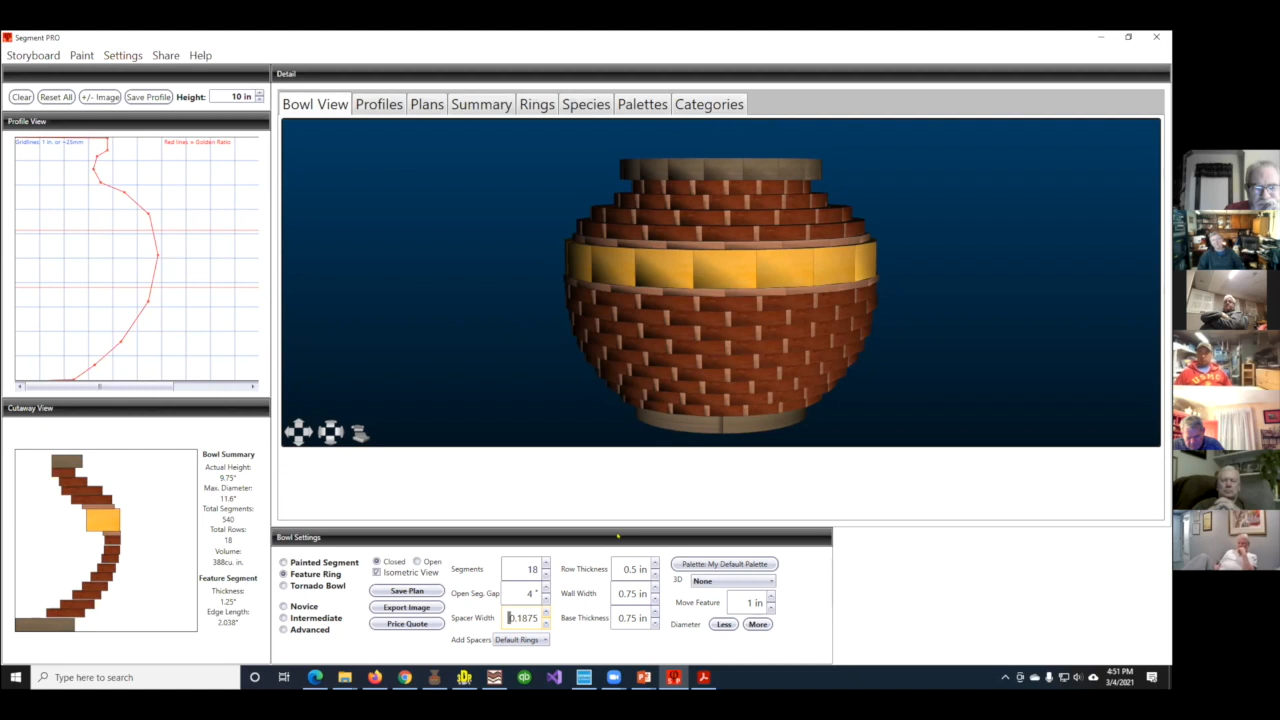 Segment PRO
Storyboard Paint Settings Share Help
Clear Reset All +/- Image Save Profile Height: 10 in
Profile View
Gridlines: 1 in. or ~25mm Red lines = Golden Ratio
Cutaway View
Bowl Summary
Actual Height:
9.75"
Max. Diameter:
11.6"
Total Segments:
540
Total Rows:
18
Volume:
388cu. in.
Feature Segment
Thickness:
1.25"
Edge Length:
2.038"
Detail
Bowl View Profiles Plans Summary Rings Species Palettes Categories
Bowl Settings
Painted Segment
Feature Ring
Tornado Bowl
Novice
Intermediate
Advanced
Closed Open
Isometric View
Save Plan
Export Image
Price Quote
Segments 18
Open Seg. Gap 4 °
Spacer Width 0.1875
Add Spacers Default Rings
Row Thickness 0.5 in
Wall Width 0.75 in
Base Thickness 0.75 in
Palette: My Default Palette
3D None
Move Feature 1 in
Diameter Less More
Type here to search
4:51 PM
3/4/2021
USMC